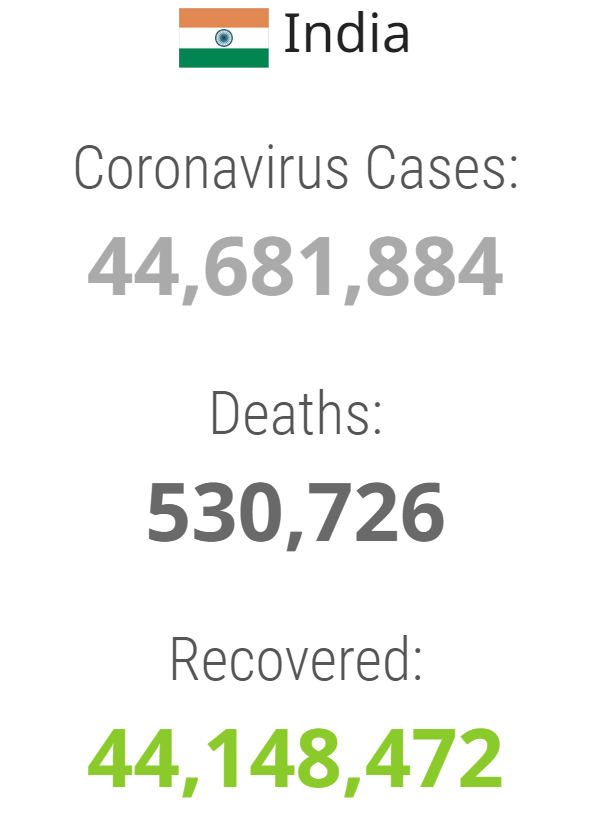 India
Coronavirus Cases:
44,681,884
Deaths:
530,726
Recovered:
44,148,472